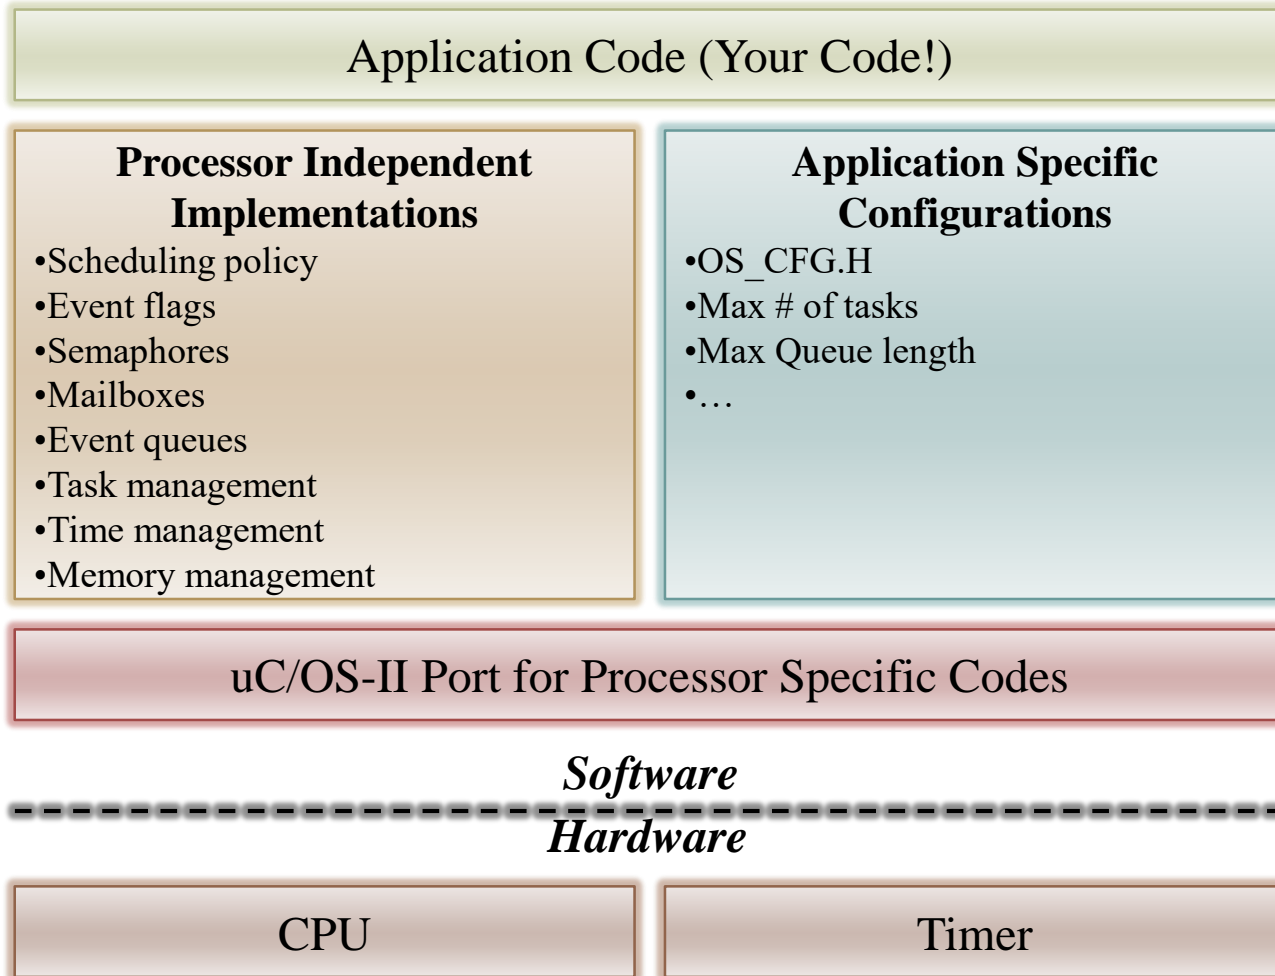 Application Code (Your Code!)
Processor Independent
Implementations
•Scheduling policy
•Event flags
•Semaphores
•Mailboxes
•Event queues
•Task management
•Time management
•Memory management
Application Specific
Configurations
•OS_CFG.H
•Max # of tasks
•Max Queue length
•…
uC/OS-II Port for Processor Specific Codes
Software
Hardware
CPU
Timer